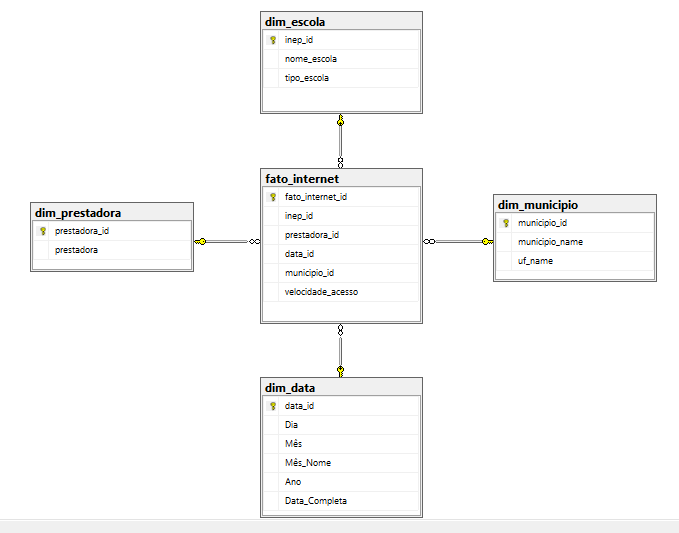 dim_escola
inep_id
nome_escola
tipo_escola
fato_internet
fato_internet_id
inep_id
prestadora_id
data_id
municipio_id
velocidade_acesso
dim_prestadora
prestadora_id
prestadora
dim_municipio
municipio_id
municipio_name
uf_name
dim_data
data_id
Dia
Mês
Mês_Nome
Ano
Data_Completa